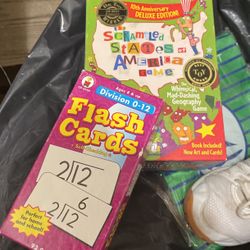 10th Anniversary
DELUXE EDITION!
The
SCRAMBLED
STATES OF
AMERICA
GAME
The
Whimsical,
Mad-Dashing
Geography
Game
Book Included!
New Art and Cards!
Ages 6 & up
Division 0-12
Flash
Cards
2)12
6
2)12
Perfect
for home
and school!